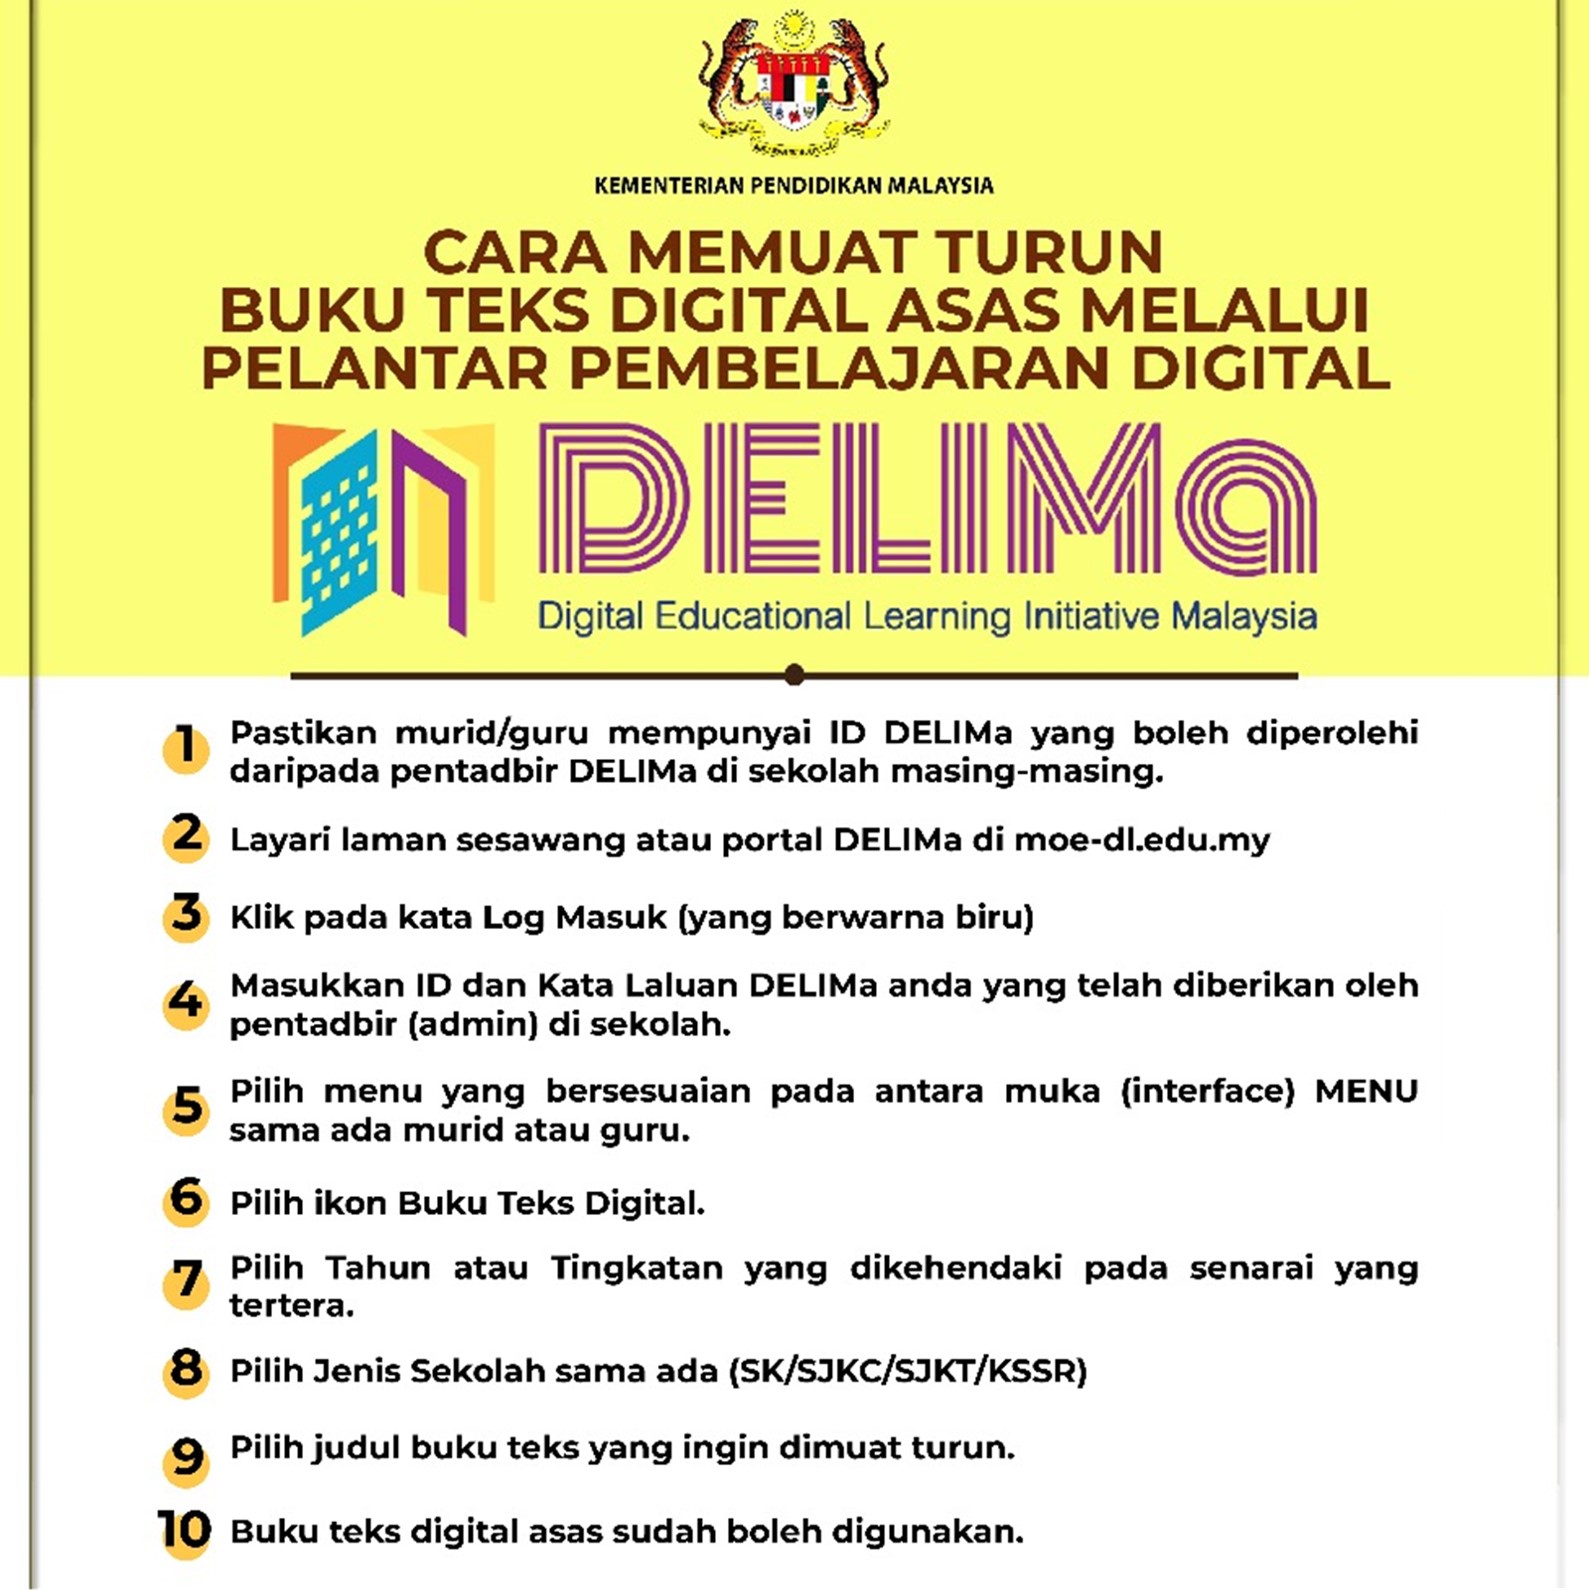 KEMENTERIAN PENDIDIKAN MALAYSIA
CARA MEMUAT TURUN
BUKU TEKS DIGITAL ASAS MELALUI
PELANTAR PEMBELAJARAN DIGITAL
DELIMa
Digital Educational Learning Initiative Malaysia
1 Pastikan murid/guru mempunyai ID DELIMa yang boleh diperolehi
daripada pentadbir DELIMa di sekolah masing-masing.
2 Layari laman sesawang atau portal DELIMa di moe-dl.edu.my
3 Klik pada kata Log Masuk (yang berwarna biru)
4 Masukkan ID dan Kata Laluan DELIMa anda yang telah diberikan oleh
pentadbir (admin) di sekolah.
5 Pilih menu yang bersesuaian pada antara muka (interface) MENU
sama ada murid atau guru.
6 Pilih ikon Buku Teks Digital.
7 Pilih Tahun atau Tingkatan yang dikehendaki pada senarai yang
tertera.
8 Pilih Jenis Sekolah sama ada (SK/SJKC/SJKT/KSSR)
9 Pilih judul buku teks yang ingin dimuat turun.
10 Buku teks digital asas sudah boleh digunakan.